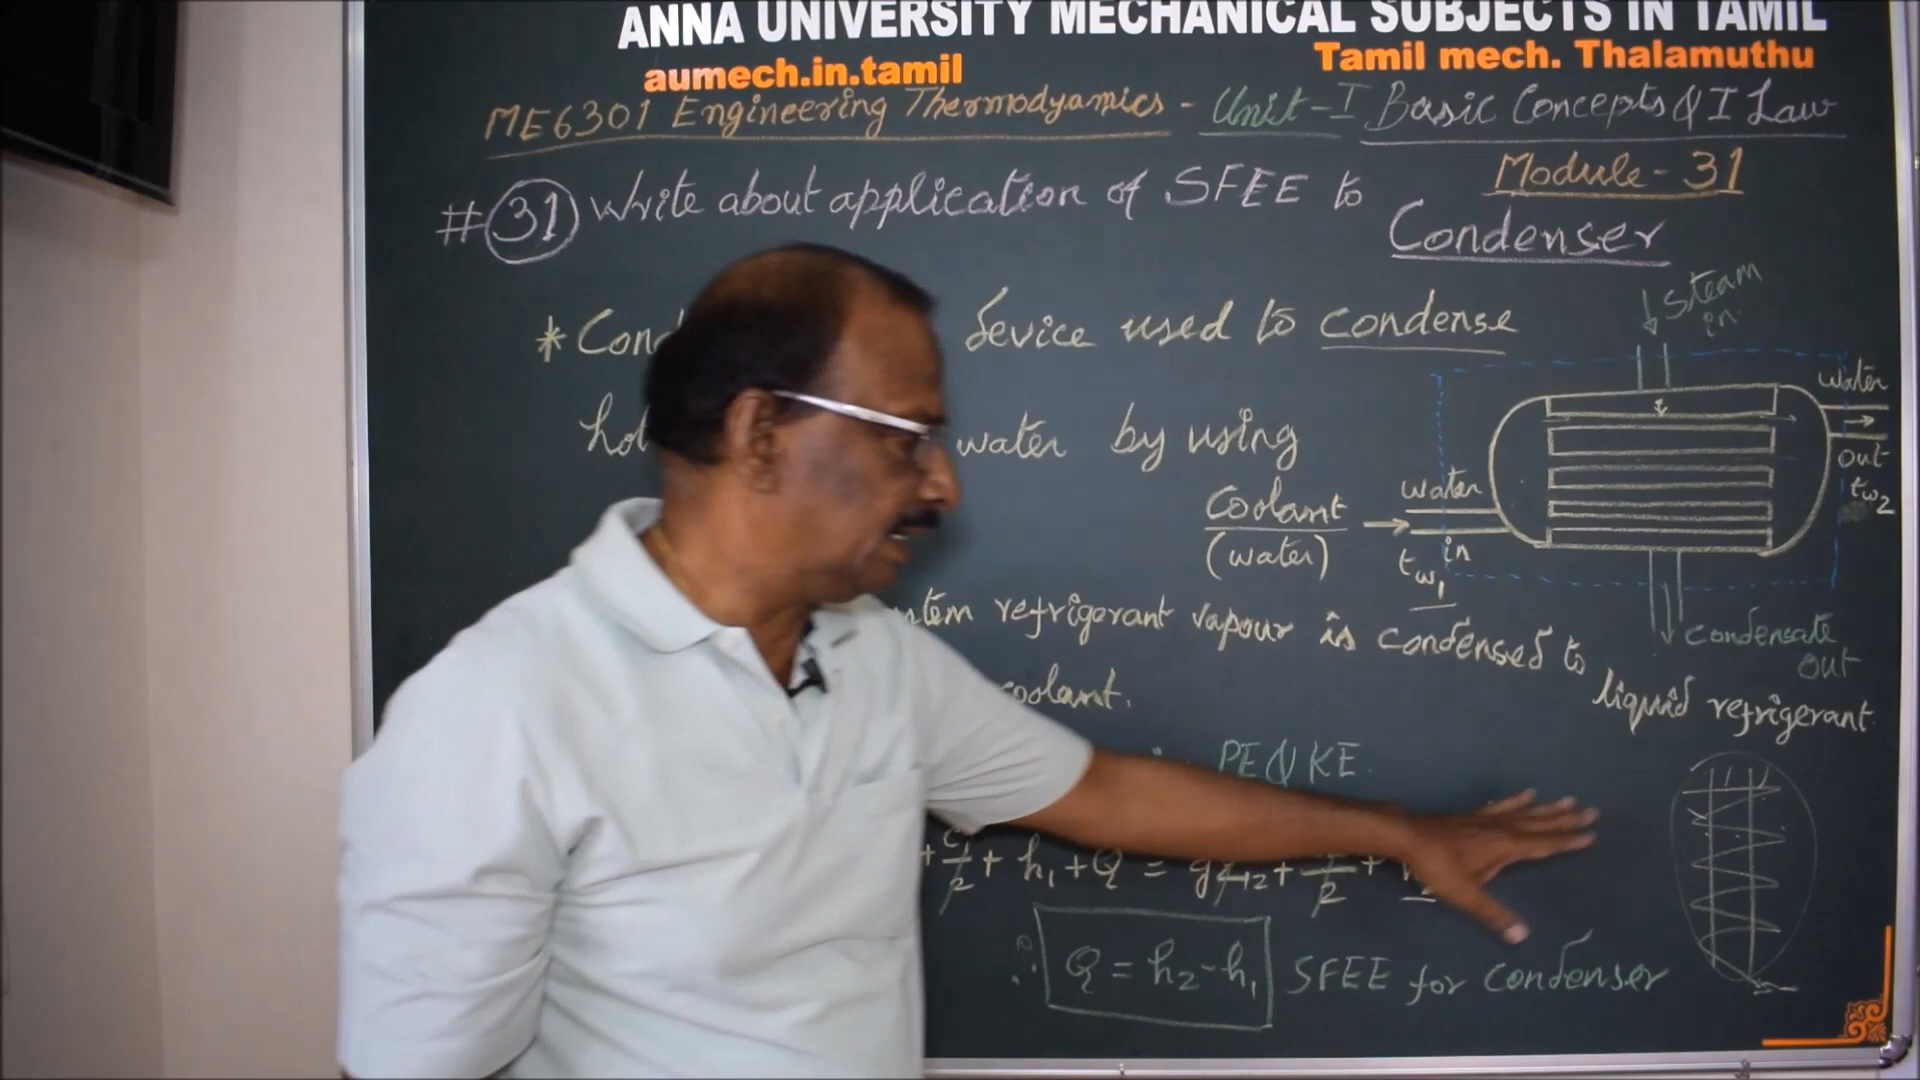 ANNA UNIVERSITY MECHANICAL SUBJECTS IN TAMIL
aumech.in.tamil
Tamil mech. Thalamuthu
ME6301 Engineering Thermodyamics - Unit-I Basic Concepts & I Law
Module-31
#31 Write about application of SFEE to
Condenser
* device used to condense
water by using
Coolant
(water)
Steam
in
water
out
tw2
water
in
tw1
condensate
out
refrigerant vapour is condensed to
liquid refrigerant.
coolant.
PE & KE.
+ h1 + Q =
∴ Q = h2-h1 SFEE for condenser